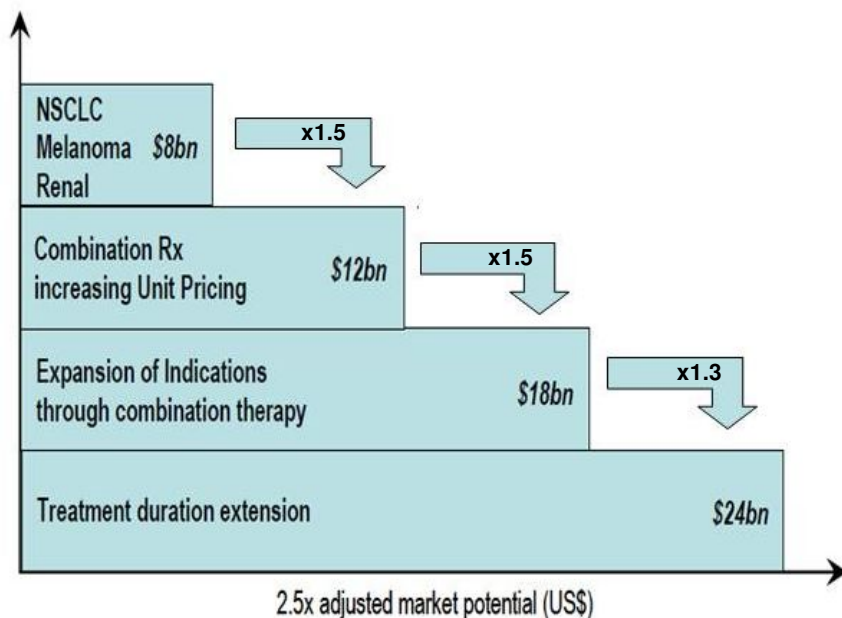 NSCLC
Melanoma $8bn
Renal
x1.5
Combination Rx
increasing Unit Pricing $12bn
x1.5
Expansion of Indications
through combination therapy $18bn
x1.3
Treatment duration extension $24bn
2.5x adjusted market potential (US$)